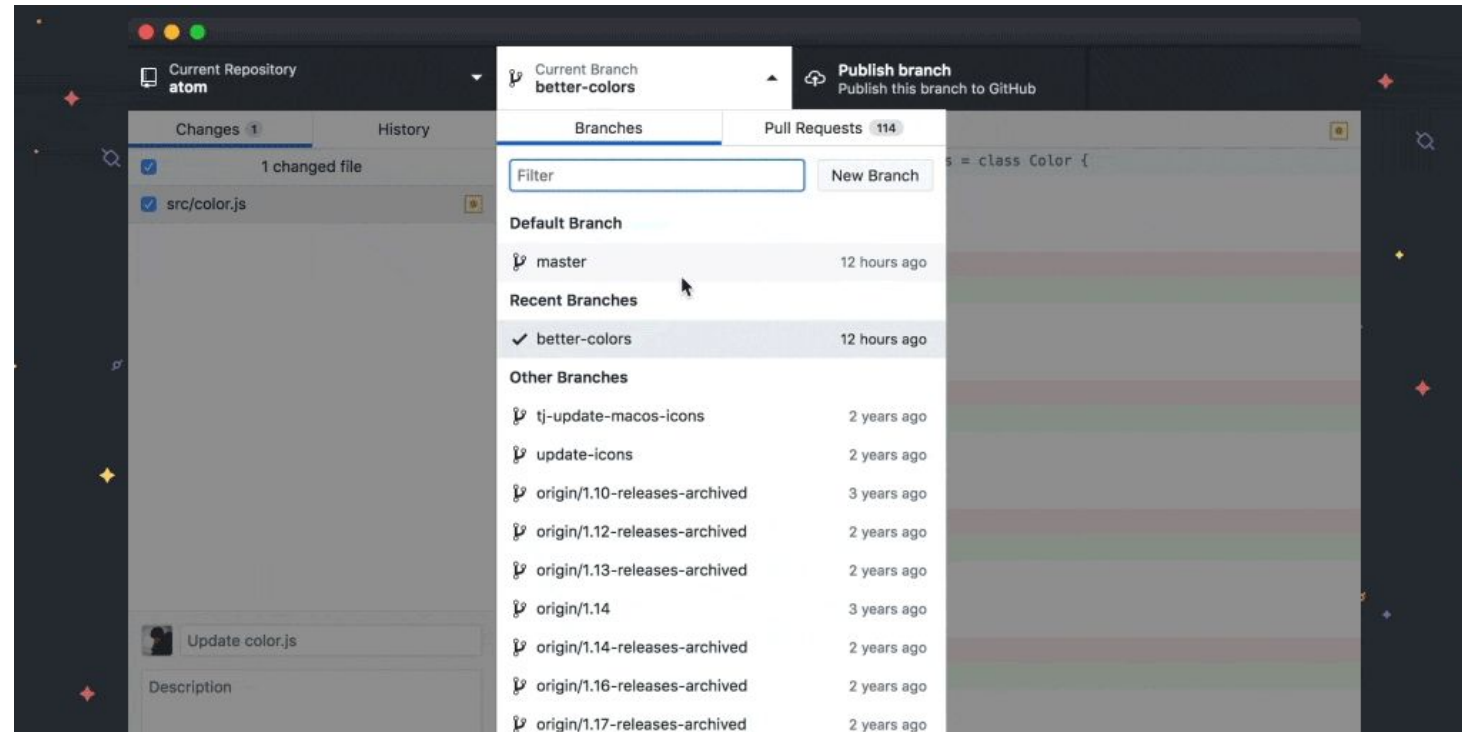 Current Repository
atom
Current Branch
better-colors
Publish branch
Publish this branch to GitHub
Changes 1
History
1 changed file
src/color.js
Update color.js
Description
Branches
Pull Requests 114
Filter
New Branch
Default Branch
master 12 hours ago
Recent Branches
better-colors 12 hours ago
Other Branches
tj-update-macos-icons 2 years ago
update-icons 2 years ago
origin/1.10-releases-archived 3 years ago
origin/1.12-releases-archived 2 years ago
origin/1.13-releases-archived 2 years ago
origin/1.14 3 years ago
origin/1.14-releases-archived 2 years ago
origin/1.16-releases-archived 2 years ago
origin/1.17-releases-archived 2 years ago
s = class Color {